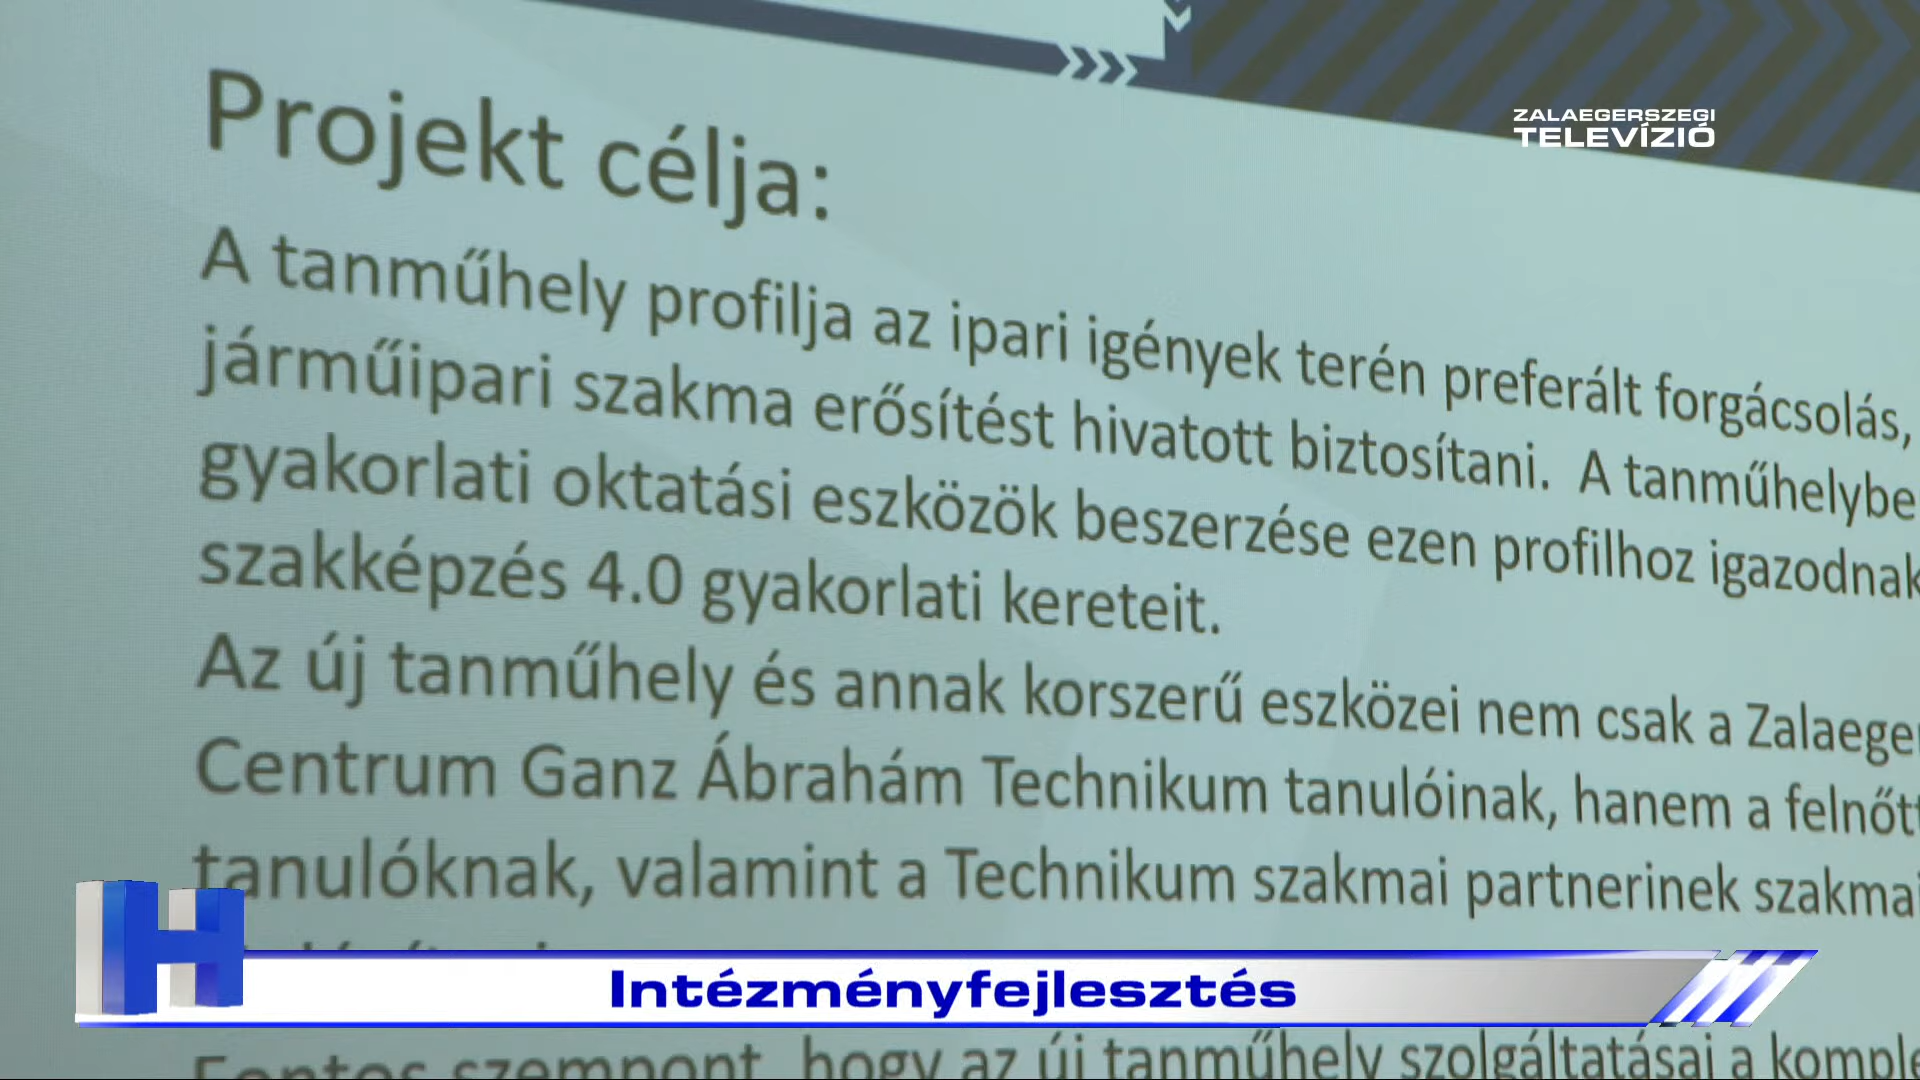 ZALAEGERSZEGI
TELEVÍZIÓ
Projekt célja:
A tanműhely profilja az ipari igények terén preferált forgácsolás,
járműipari szakma erősítést hivatott biztosítani. A tanműhelybe
gyakorlati oktatási eszközök beszerzése ezen profilhoz igazodnak
szakképzés 4.0 gyakorlati kereteit.
Az új tanműhely és annak korszerű eszközei nem csak a Zalaeger
Centrum Ganz Ábrahám Technikum tanulóinak, hanem a felnőtt
tanulóknak, valamint a Technikum szakmai partnerinek szakmai
H
Intézményfejlesztés
Fontos szempont, hogy az új tanműhely szolgáltatásai a komple